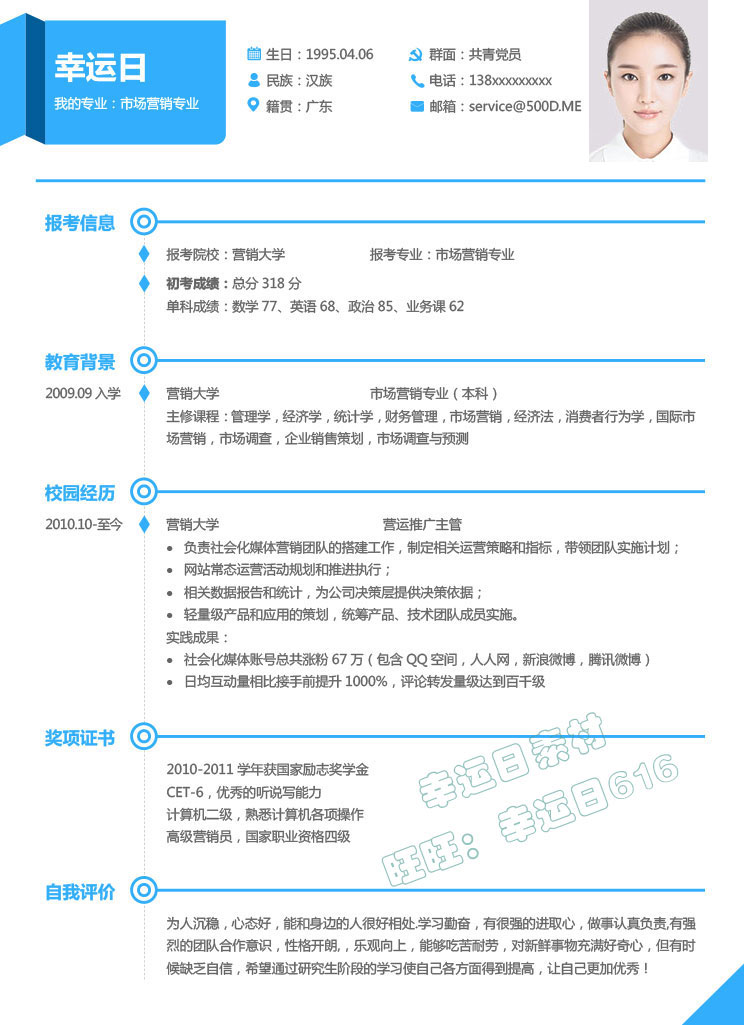 幸运日
我的专业：市场营销专业
生日：1995.04.06
群面：共青党员
民族：汉族
电话：138xxxxxxxxx
籍贯：广东
邮箱：service@500D.ME
报考信息
报考院校：营销大学 报考专业：市场营销专业
初考成绩：总分 318 分
单科成绩：数学 77、英语 68、政治 85、业务课 62
教育背景
2009.09 入学 营销大学 市场营销专业（本科）
主修课程：管理学，经济学，统计学，财务管理，市场营销，经济法，消费者行为学，国际市
场营销，市场调查，企业销售策划，市场调查与预测
校园经历
2010.10-至今 营销大学 营运推广主管
● 负责社会化媒体营销团队的搭建工作，制定相关运营策略和指标，带领团队实施计划；
● 网站常态运营活动规划和推进执行；
● 相关数据报告和统计，为公司决策层提供决策依据；
● 轻量级产品和应用的策划，统筹产品、技术团队成员实施。
实践成果：
● 社会化媒体账号总共涨粉 67 万（包含 QQ 空间，人人网，新浪微博，腾讯微博）
● 日均互动量相比接手前提升 1000%，评论转发量级达到百千级
奖项证书
2010-2011 学年获国家励志奖学金
CET-6，优秀的听说写能力
计算机二级，熟悉计算机各项操作
高级营销员，国家职业资格四级
幸运日素材
旺旺：幸运日616
自我评价
为人沉稳，心态好，能和身边的人很好相处.学习勤奋，有很强的进取心，做事认真负责,有强
烈的团队合作意识，性格开朗,，乐观向上，能够吃苦耐劳，对新鲜事物充满好奇心，但有时
候缺乏自信，希望通过研究生阶段的学习使自己各方面得到提高，让自己更加优秀！